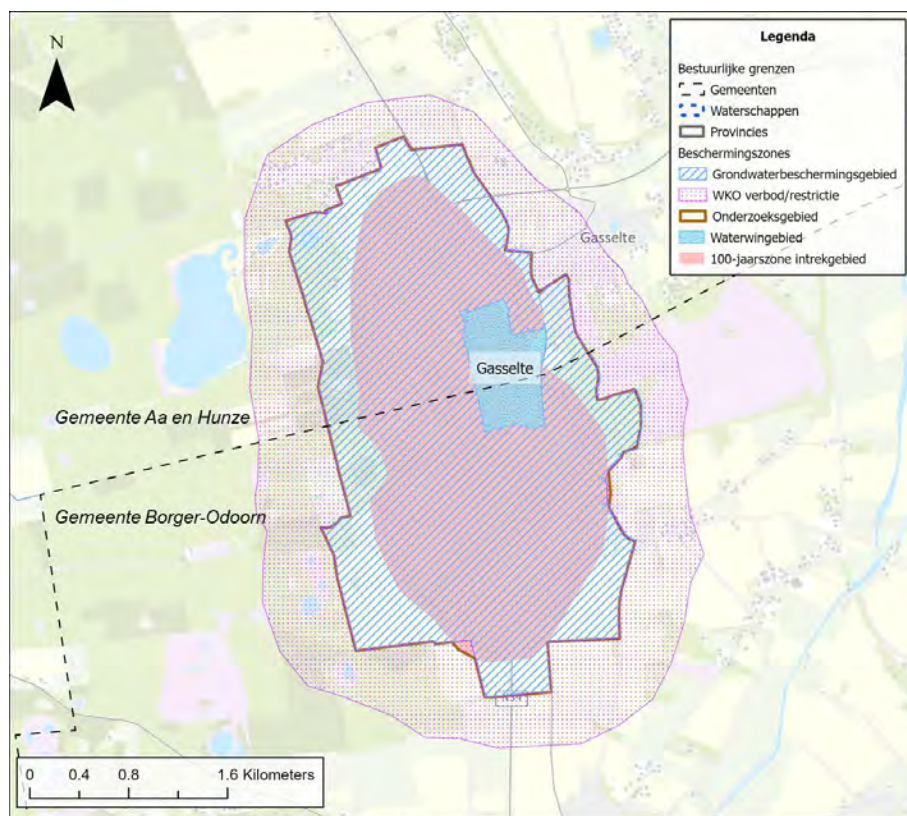 N
Legenda
Bestuurlijke grenzen
Gemeenten
Waterschappen
Provincies
Beschermingszones
Grondwaterbeschermingsgebied
WKO verbod/restrictie
Onderzoeksgebied
Waterwingebied
100-jaarszone intrekgebied
Gasselte
Gasselte
Gemeente Aa en Hunze
Gemeente Borger-Odoorn
0 0.4 0.8 1.6 Kilometers